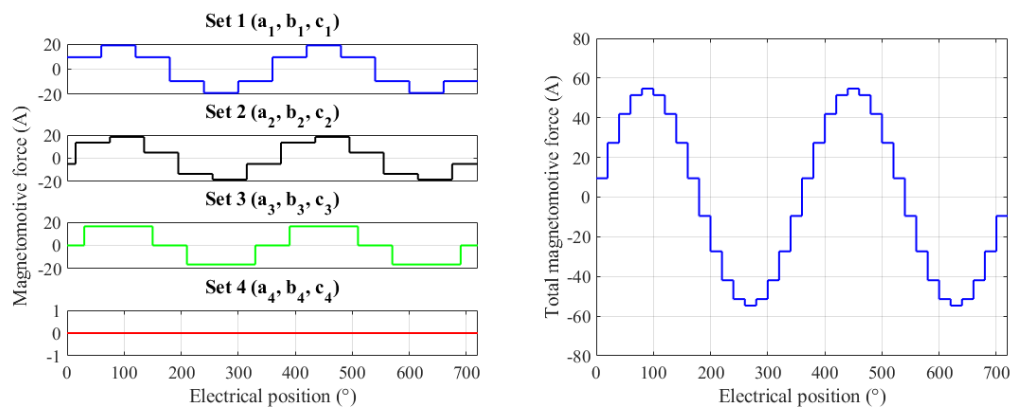 Set 1 (a1, b1, c1)
20
0
-20
Set 2 (a2, b2, c2)
20
0
-20
Set 3 (a3, b3, c3)
20
0
-20
Set 4 (a4, b4, c4)
1
0
-1
0 100 200 300 400 500 600 700
Electrical position (°)
Magnetomotive force (A)
80
60
40
20
0
-20
-40
-60
-80
0 100 200 300 400 500 600 700
Electrical position (°)
Total magnetomotive force (A)